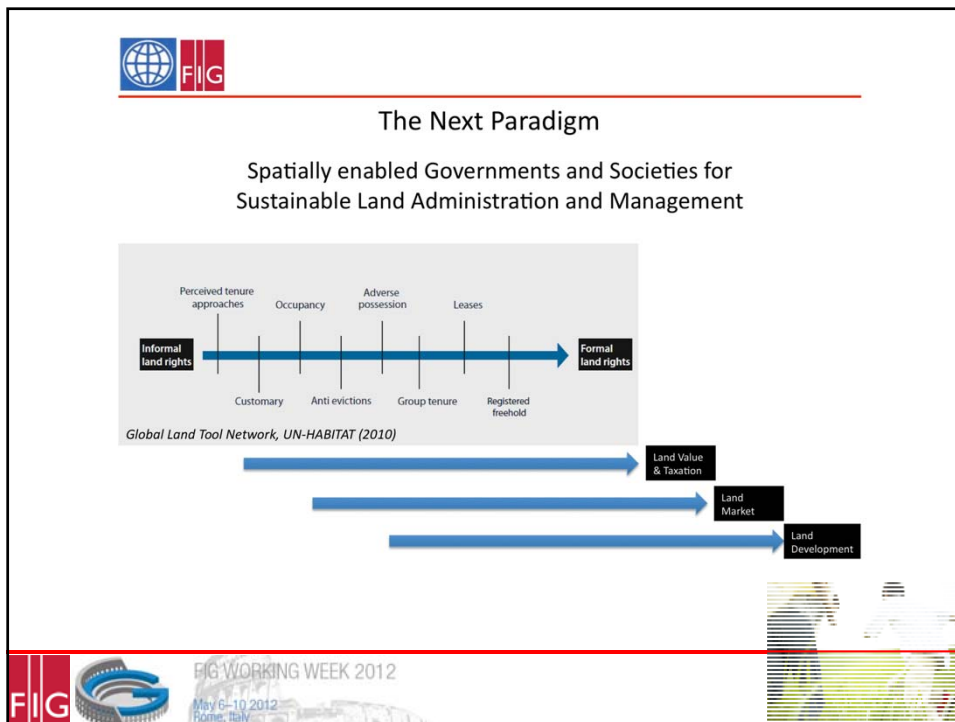 FIG
The Next Paradigm
Spatially enabled Governments and Societies for
Sustainable Land Administration and Management
Perceived tenure
approaches
Occupancy
Adverse
possession
Leases
Informal
land rights
Formal
land rights
Customary
Anti evictions
Group tenure
Registered
freehold
Global Land Tool Network, UN-HABITAT (2010)
Land Value
& Taxation
Land
Market
Land
Development
FIG
FIG WORKING WEEK 2012
May 6–10 2012
Rome, Italy